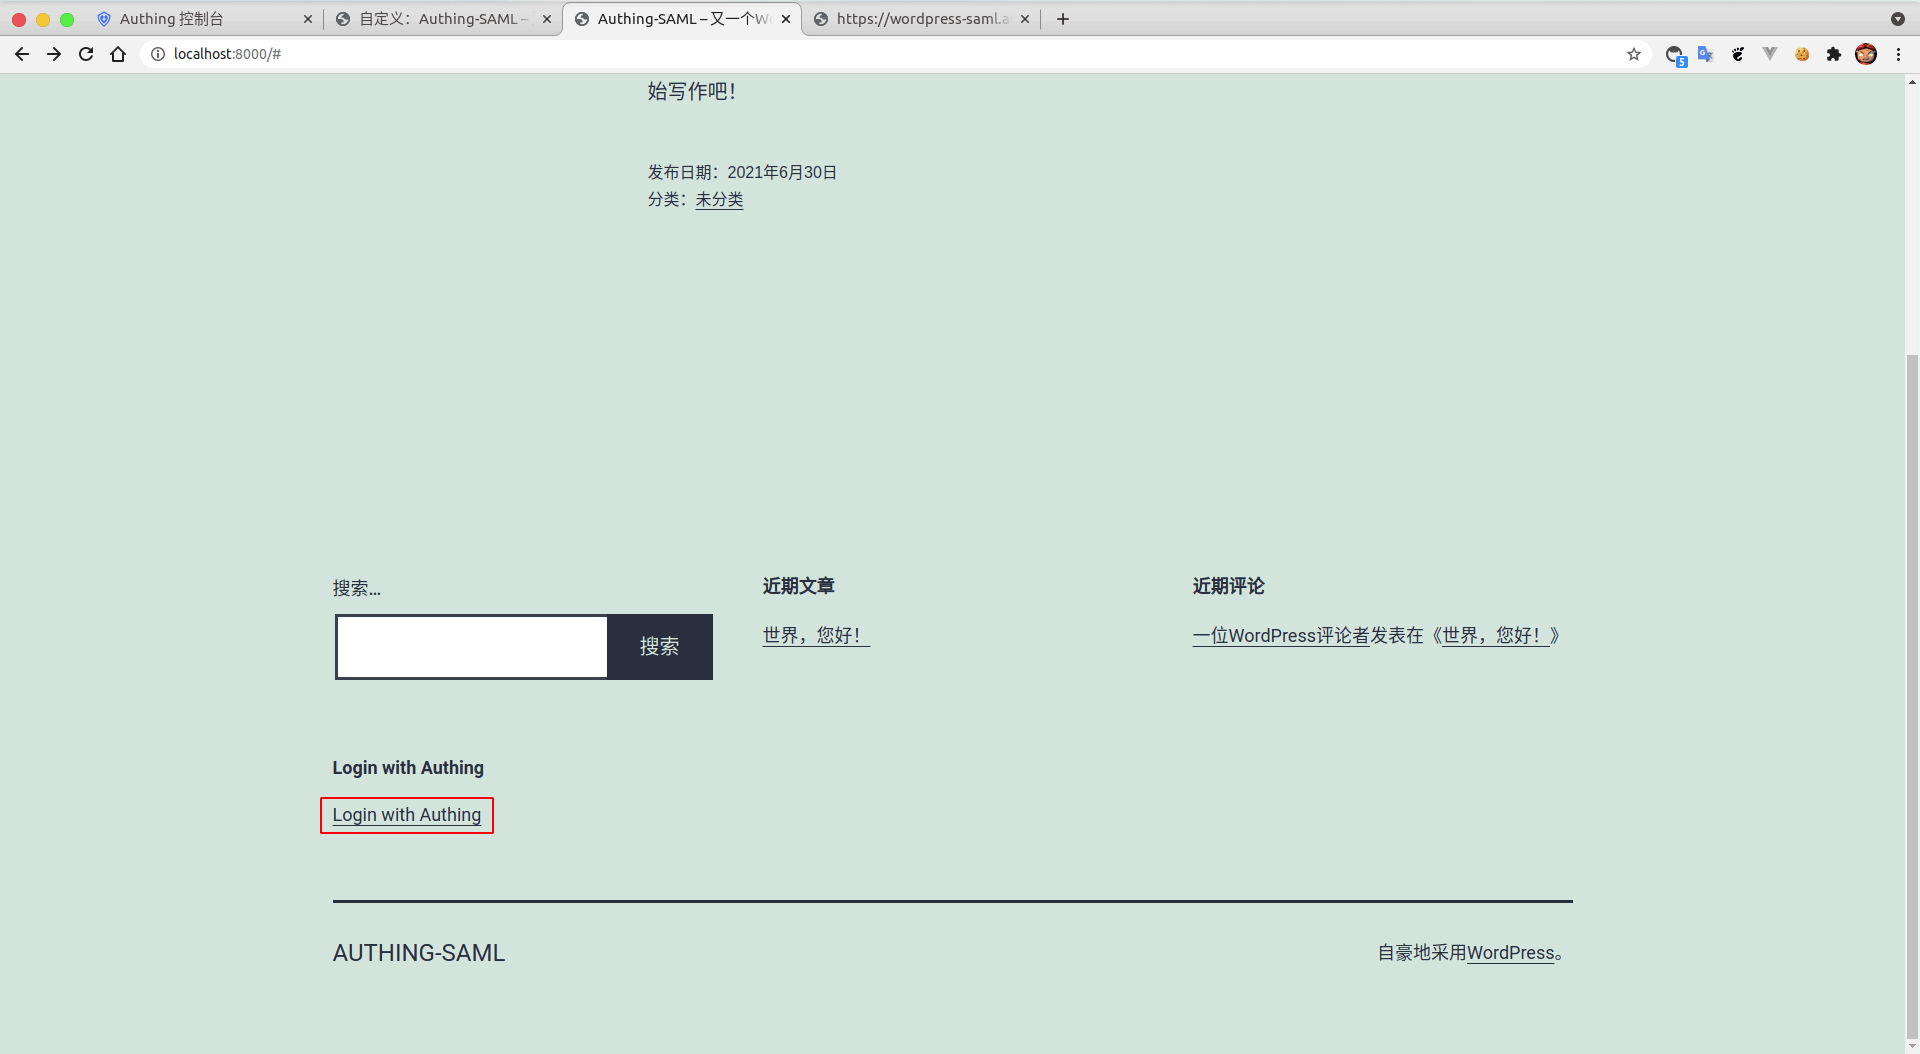 Authing 控制台
自定义：Authing-SAML –
Authing-SAML – 又一个W
https://wordpress-saml.a
localhost:8000/#
5
始写作吧！
发布日期：2021年6月30日
分类：未分类
搜索…
搜索
近期文章
世界，您好！
近期评论
一位WordPress评论者发表在《世界，您好！》
Login with Authing
Login with Authing
AUTHING-SAML
自豪地采用WordPress。